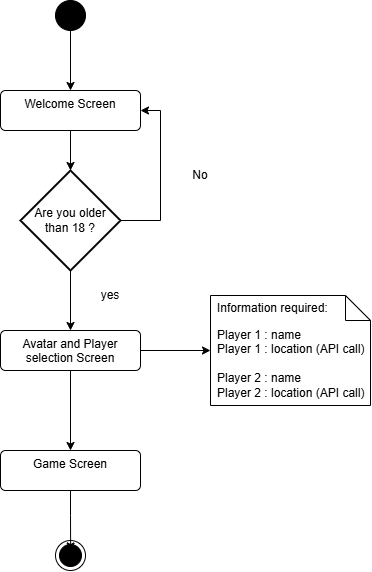 Welcome Screen
Are you older
than 18 ?
No
yes
Avatar and Player
selection Screen
Information required:
Player 1 : name
Player 1 : location (API call)
Player 2 : name
Player 2 : location (API call)
Game Screen